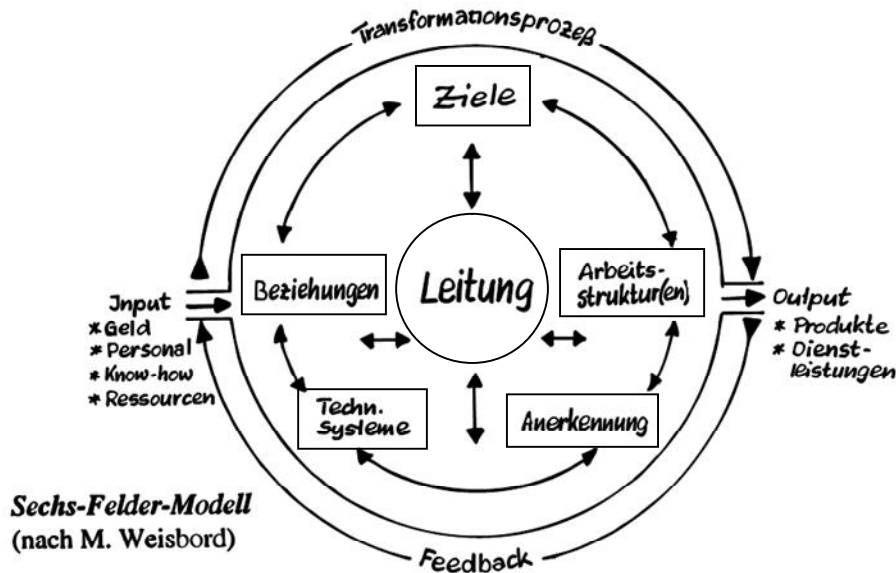 Transformationsprozeß
Ziele
Beziehungen
Leitung
Arbeits-
struktur(en)
Input
* Geld
* Personal
* Know-how
* Ressourcen
Output
* Produkte
* Dienst-
leistungen
Techn.
Systeme
Anerkennung
Sechs-Felder-Modell
(nach M. Weisbord)
Feedback